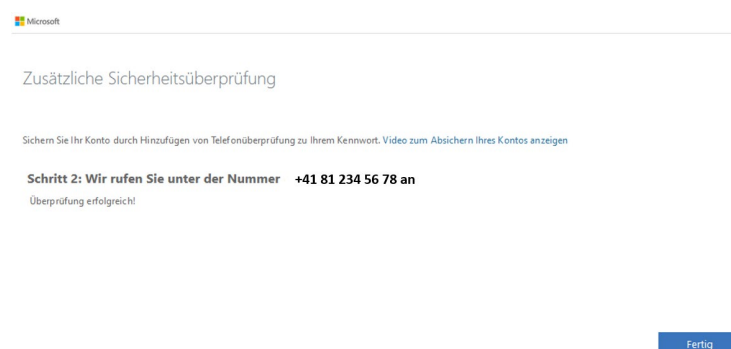 Microsoft
Zusätzliche Sicherheitsüberprüfung
Sichern Sie Ihr Konto durch Hinzufügen von Telefonüberprüfung zu Ihrem Kennwort. Video zum Absichern Ihres Kontos anzeigen
Schritt 2: Wir rufen Sie unter der Nummer +41 81 234 56 78 an
Überprüfung erfolgreich!
Fertig